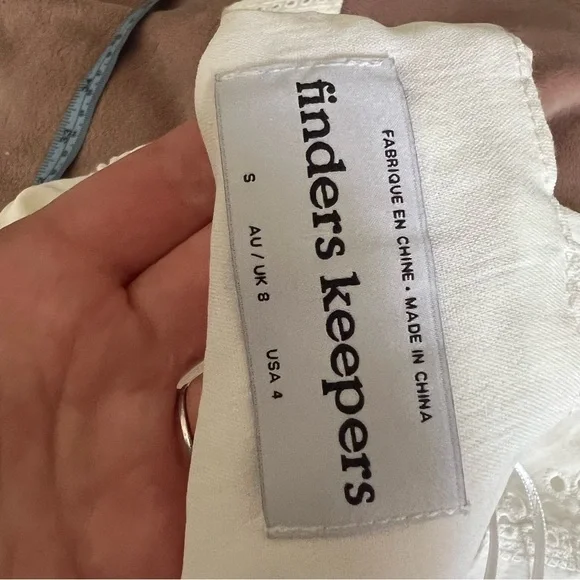 FABRIQUE EN CHINE • MADE IN CHINA
finders keepers
S AU / UK 8 USA 4